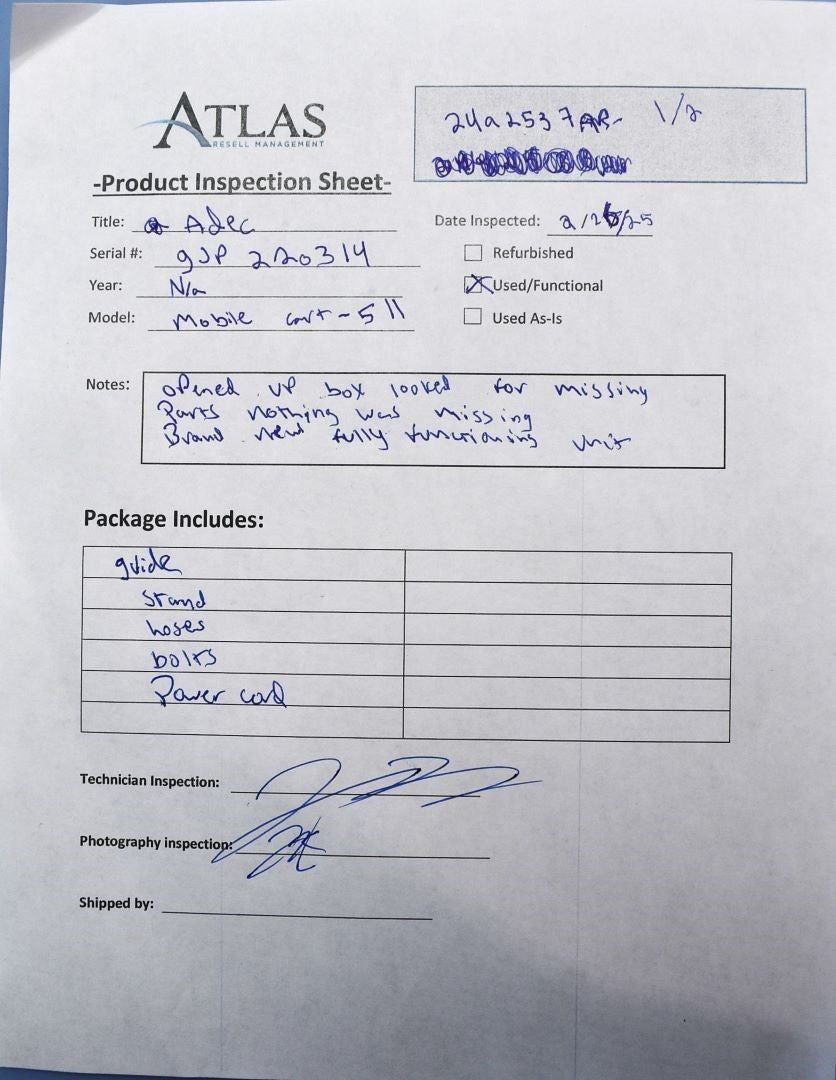 ATLAS
RESELL MANAGEMENT
24a2537AR- 1/2
-Product Inspection Sheet-
Title: Adec
Date Inspected: 2/26/25
Serial #: gJP 220314
Refurbished
Year: N/a
Used/Functional
Model: Mobile cart-511
Used As-Is
Notes: opened up box looked for missing
Parts nothing was missing
Brand new fully functioning unit
Package Includes:
guide
Stand
hoses
bolts
Power cord
Technician Inspection:
Photography inspection:
Shipped by: